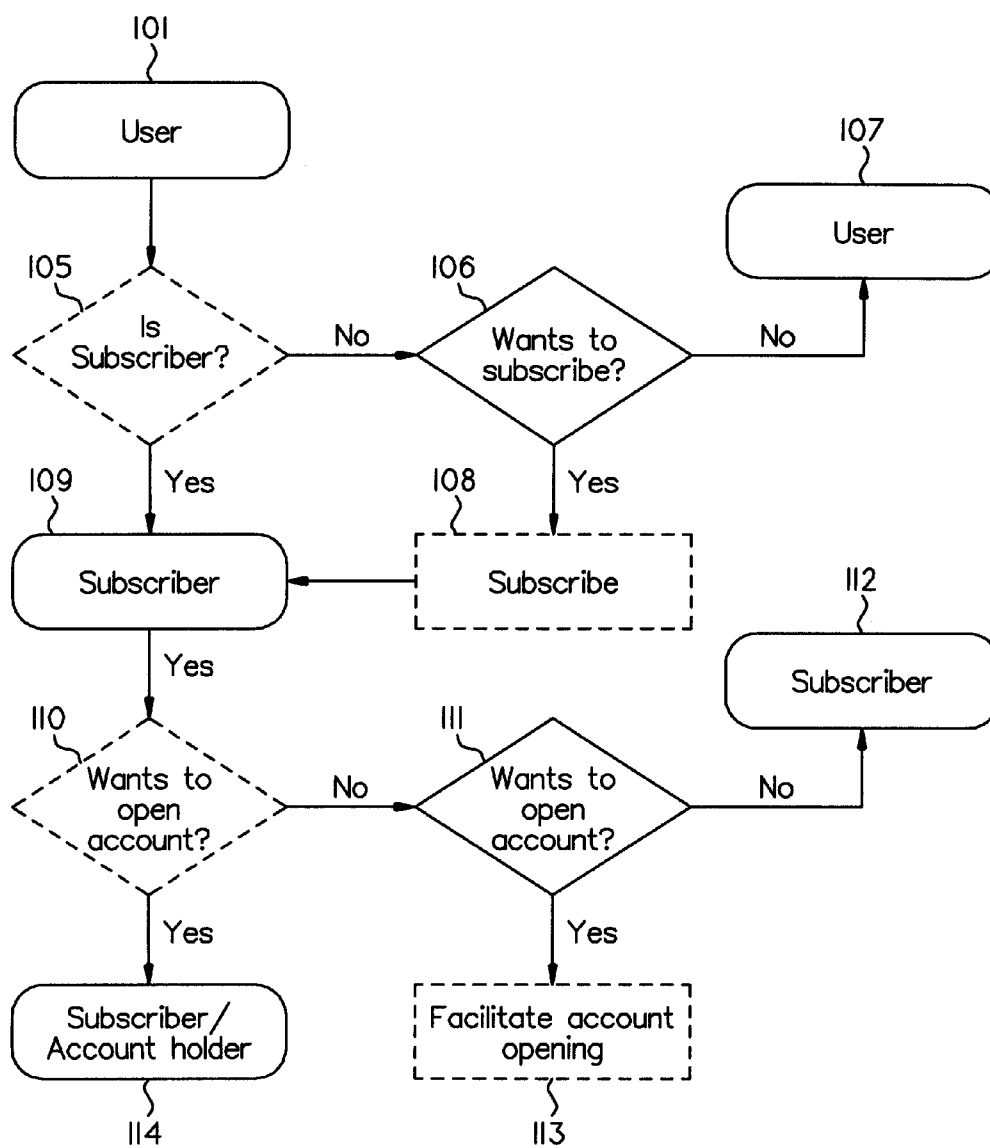 101
User
107
User
105
Is
Subscriber?
No
106
Wants to
subscribe?
No
Yes
Yes
109
Subscriber
108
Subscribe
112
Subscriber
Yes
110
Wants to
open
account?
No
111
Wants to
open
account?
No
Yes
Yes
Subscriber/
Account holder
114
Facilitate account
opening
113